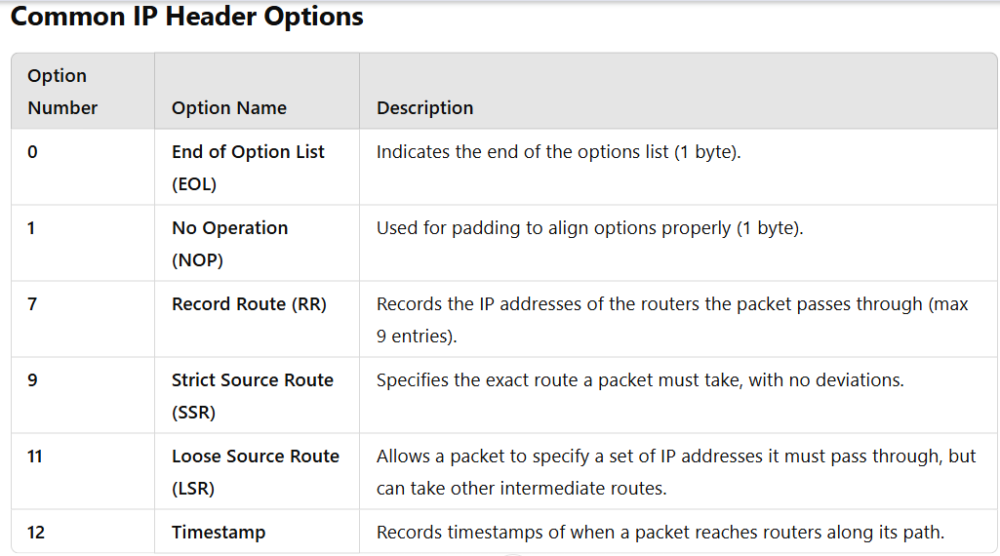 Common IP Header Options
Option
Number
Option Name
Description
0
End of Option List
(EOL)
Indicates the end of the options list (1 byte).
1
No Operation
(NOP)
Used for padding to align options properly (1 byte).
7
Record Route (RR)
Records the IP addresses of the routers the packet passes through (max
9 entries).
9
Strict Source Route
(SSR)
Specifies the exact route a packet must take, with no deviations.
11
Loose Source Route
(LSR)
Allows a packet to specify a set of IP addresses it must pass through, but
can take other intermediate routes.
12
Timestamp
Records timestamps of when a packet reaches routers along its path.